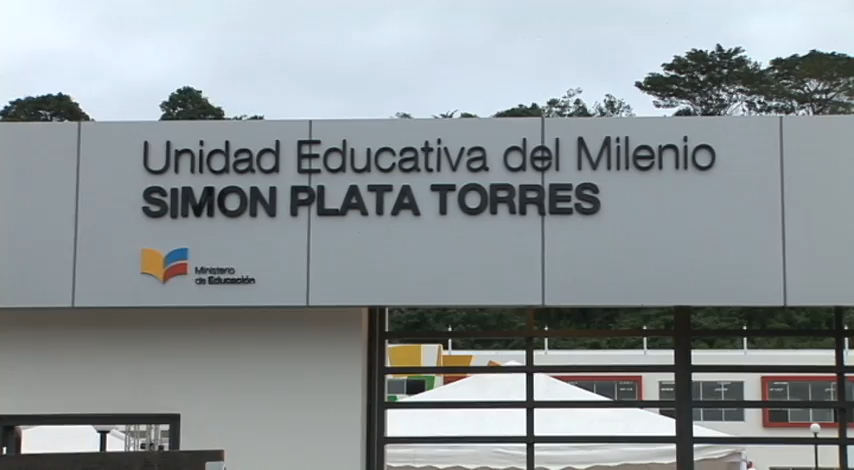 Unidad Educativa del Milenio
SIMON PLATA TORRES
Ministerio
de Educación